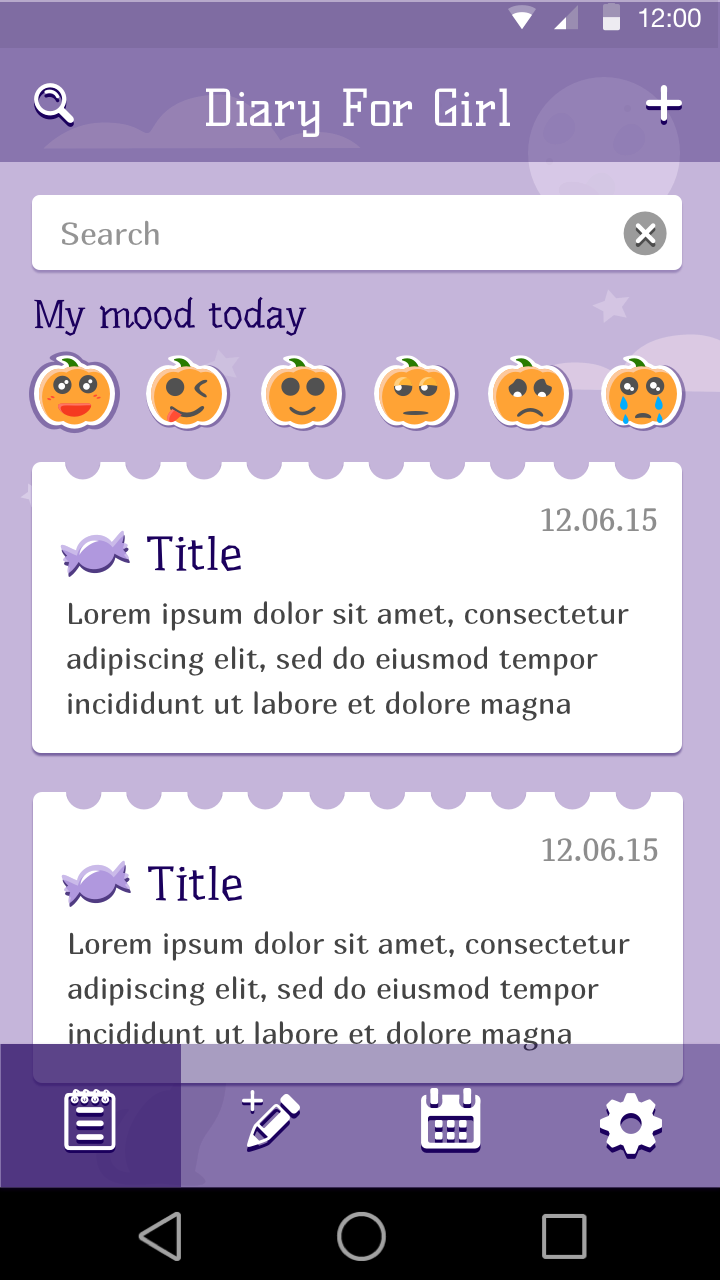 12:00
Diary For Girl
Search
My mood today
12.06.15
Title
Lorem ipsum dolor sit amet, consectetur
adipiscing elit, sed do eiusmod tempor
incididunt ut labore et dolore magna
12.06.15
Title
Lorem ipsum dolor sit amet, consectetur
adipiscing elit, sed do eiusmod tempor
incididunt ut labore et dolore magna